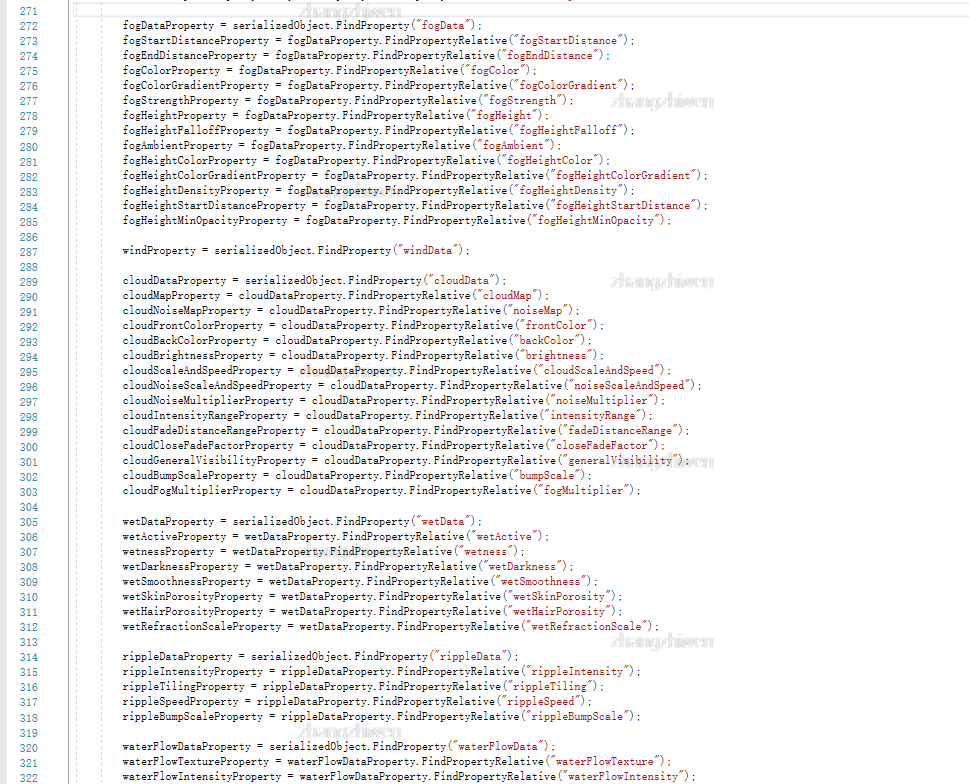 271
272 fogDataProperty = serializedObject.FindProperty("fogData");
273 fogStartDistanceProperty = fogDataProperty.FindPropertyRelative("fogStartDistance");
274 fogEndDistanceProperty = fogDataProperty.FindPropertyRelative("fogEndDistance");
275 fogColorProperty = fogDataProperty.FindPropertyRelative("fogColor");
276 fogColorGradientProperty = fogDataProperty.FindPropertyRelative("fogColorGradient");
277 fogStrengthProperty = fogDataProperty.FindPropertyRelative("fogStrength");
278 fogHeightProperty = fogDataProperty.FindPropertyRelative("fogHeight");
279 fogHeightFalloffProperty = fogDataProperty.FindPropertyRelative("fogHeightFalloff");
280 fogAmbientProperty = fogDataProperty.FindPropertyRelative("fogAmbient");
281 fogHeightColorProperty = fogDataProperty.FindPropertyRelative("fogHeightColor");
282 fogHeightColorGradientProperty = fogDataProperty.FindPropertyRelative("fogHeightColorGradient");
283 fogHeightDensityProperty = fogDataProperty.FindPropertyRelative("fogHeightDensity");
284 fogHeightStartDistanceProperty = fogDataProperty.FindPropertyRelative("fogHeightStartDistance");
285 fogHeightMinOpacityProperty = fogDataProperty.FindPropertyRelative("fogHeightMinOpacity");
286
287 windProperty = serializedObject.FindProperty("windData");
288
289 cloudDataProperty = serializedObject.FindProperty("cloudData");
290 cloudMapProperty = cloudDataProperty.FindPropertyRelative("cloudMap");
291 cloudNoiseMapProperty = cloudDataProperty.FindPropertyRelative("noiseMap");
292 cloudFrontColorProperty = cloudDataProperty.FindPropertyRelative("frontColor");
293 cloudBackColorProperty = cloudDataProperty.FindPropertyRelative("backColor");
294 cloudBrightnessProperty = cloudDataProperty.FindPropertyRelative("brightness");
295 cloudScaleAndSpeedProperty = cloudDataProperty.FindPropertyRelative("cloudScaleAndSpeed");
296 cloudNoiseScaleAndSpeedProperty = cloudDataProperty.FindPropertyRelative("noiseScaleAndSpeed");
297 cloudNoiseMultiplierProperty = cloudDataProperty.FindPropertyRelative("noiseMultiplier");
298 cloudIntensityRangeProperty = cloudDataProperty.FindPropertyRelative("intensityRange");
299 cloudFadeDistanceRangeProperty = cloudDataProperty.FindPropertyRelative("fadeDistanceRange");
300 cloudCloseFadeFactorProperty = cloudDataProperty.FindPropertyRelative("closeFadeFactor");
301 cloudGeneralVisibilityProperty = cloudDataProperty.FindPropertyRelative("generalVisibility");
302 cloudBumpScaleProperty = cloudDataProperty.FindPropertyRelative("bumpScale");
303 cloudFogMultiplierProperty = cloudDataProperty.FindPropertyRelative("fogMultiplier");
304
305 wetDataProperty = serializedObject.FindProperty("wetData");
306 wetActiveProperty = wetDataProperty.FindPropertyRelative("wetActive");
307 wetnessProperty = wetDataProperty.FindPropertyRelative("wetness");
308 wetDarknessProperty = wetDataProperty.FindPropertyRelative("wetDarkness");
309 wetSmoothnessProperty = wetDataProperty.FindPropertyRelative("wetSmoothness");
310 wetSkinPorosityProperty = wetDataProperty.FindPropertyRelative("wetSkinPorosity");
311 wetHairPorosityProperty = wetDataProperty.FindPropertyRelative("wetHairPorosity");
312 wetRefractionScaleProperty = wetDataProperty.FindPropertyRelative("wetRefractionScale");
313
314 rippleDataProperty = serializedObject.FindProperty("rippleData");
315 rippleIntensityProperty = rippleDataProperty.FindPropertyRelative("rippleIntensity");
316 rippleTilingProperty = rippleDataProperty.FindPropertyRelative("rippleTiling");
317 rippleSpeedProperty = rippleDataProperty.FindPropertyRelative("rippleSpeed");
318 rippleBumpScaleProperty = rippleDataProperty.FindPropertyRelative("rippleBumpScale");
319
320 waterFlowDataProperty = serializedObject.FindProperty("waterFlowData");
321 waterFlowTextureProperty = waterFlowDataProperty.FindPropertyRelative("waterFlowTexture");
322 waterFlowIntensityProperty = waterFlowDataProperty.FindPropertyRelative("waterFlowIntensity");